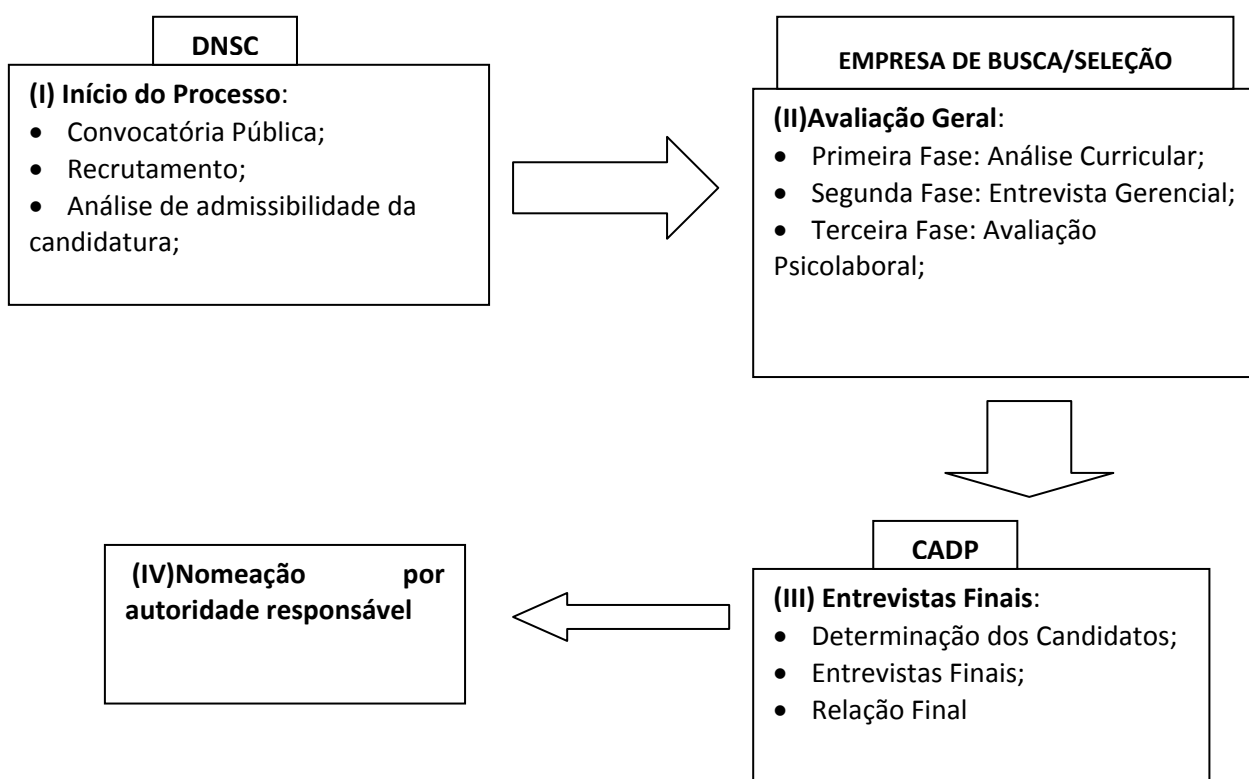 DNSC
(I) Início do Processo:
• Convocatória Pública;
• Recrutamento;
• Análise de admissibilidade da
candidatura;
EMPRESA DE BUSCA/SELEÇÃO
(II)Avaliação Geral:
• Primeira Fase: Análise Curricular;
• Segunda Fase: Entrevista Gerencial;
• Terceira Fase: Avaliação
Psicolaboral;
CADP
(III) Entrevistas Finais:
• Determinação dos Candidatos;
• Entrevistas Finais;
• Relação Final
(IV)Nomeação por
autoridade responsável